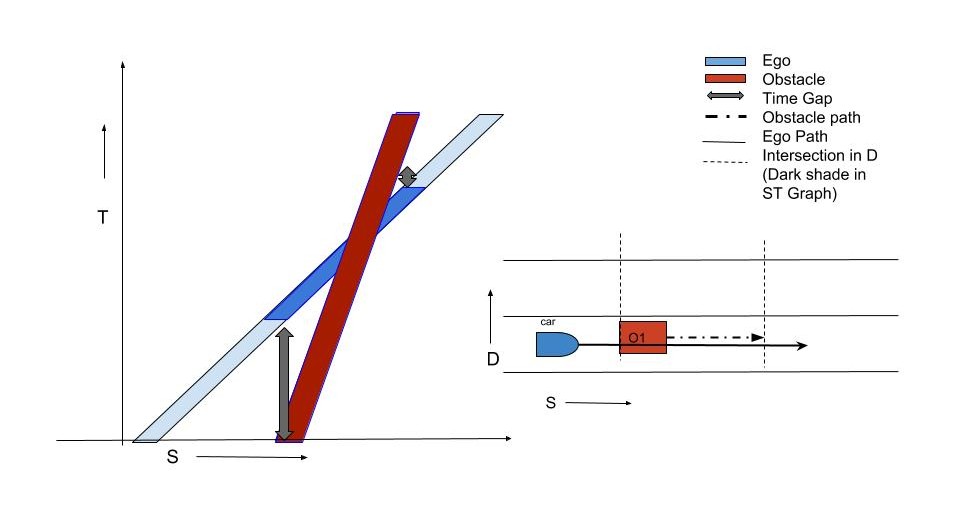 Ego
Obstacle
Time Gap
Obstacle path
Ego Path
Intersection in D
(Dark shade in
ST Graph)
T
S
car
O1
D
S